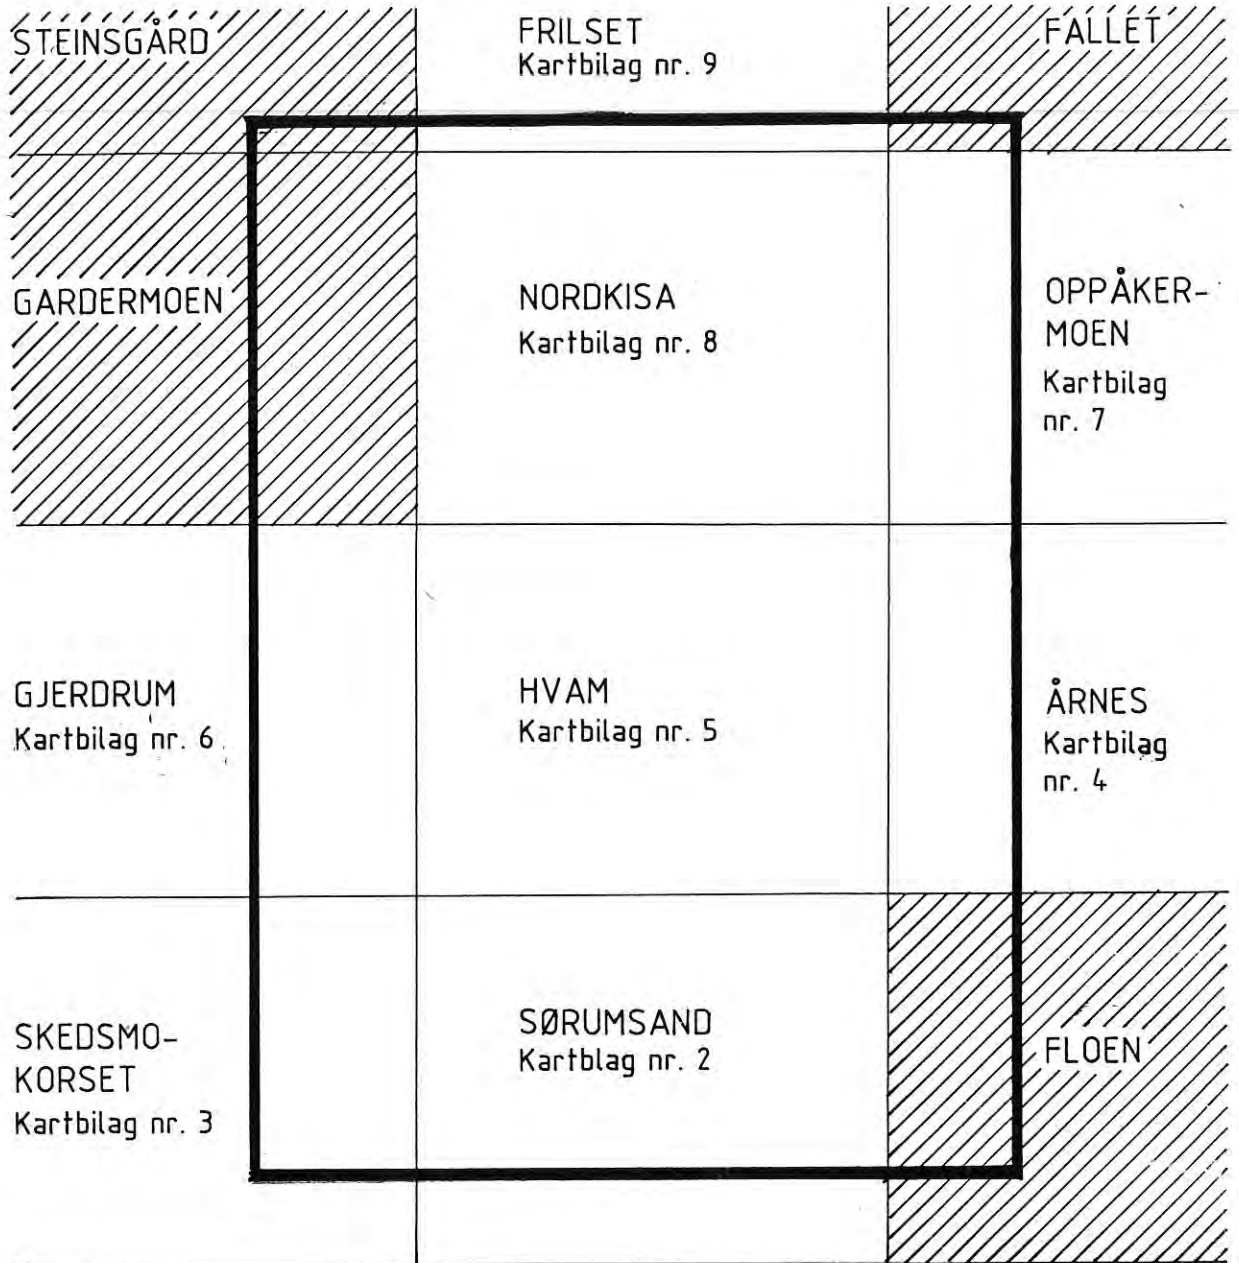 STEINSGÅRD
FRILSET
Kartbilag nr. 9
FALLET
GARDERMOEN
NORDKISA
Kartbilag nr. 8
OPPÅKER-
MOEN
Kartbilag
nr. 7
GJERDRUM
Kartbilag nr. 6
HVAM
Kartbilag nr. 5
ÅRNES
Kartbilag
nr. 4
SKEDSMO-
KORSET
Kartbilag nr. 3
SØRUMSAND
Kartblag nr. 2
FLOEN